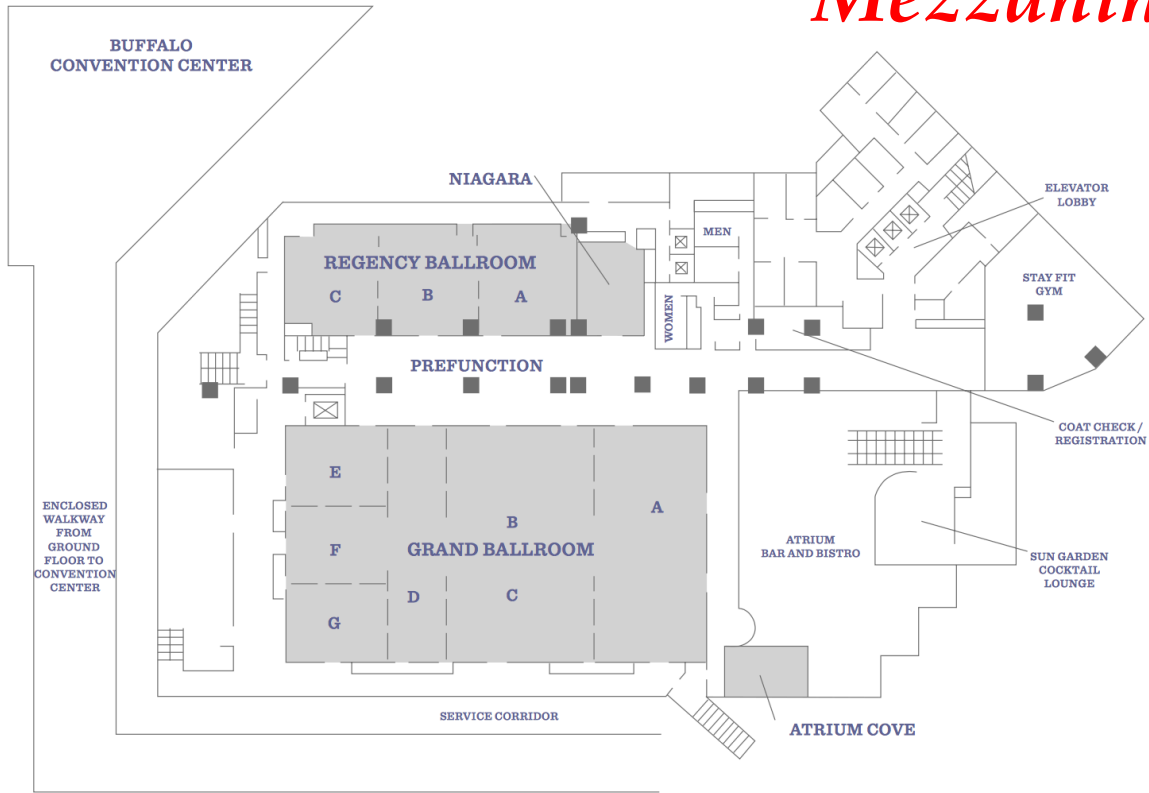 Mezzanin
BUFFALO
CONVENTION CENTER
NIAGARA
ELEVATOR
LOBBY
MEN
REGENCY BALLROOM
C
B
A
STAY FIT
GYM
WOMEN
PREFUNCTION
COAT CHECK /
REGISTRATION
E
A
B
F
GRAND BALLROOM
D
C
G
ENCLOSED
WALKWAY
FROM
GROUND
FLOOR TO
CONVENTION
CENTER
ATRIUM
BAR AND BISTRO
SUN GARDEN
COCKTAIL
LOUNGE
SERVICE CORRIDOR
ATRIUM COVE